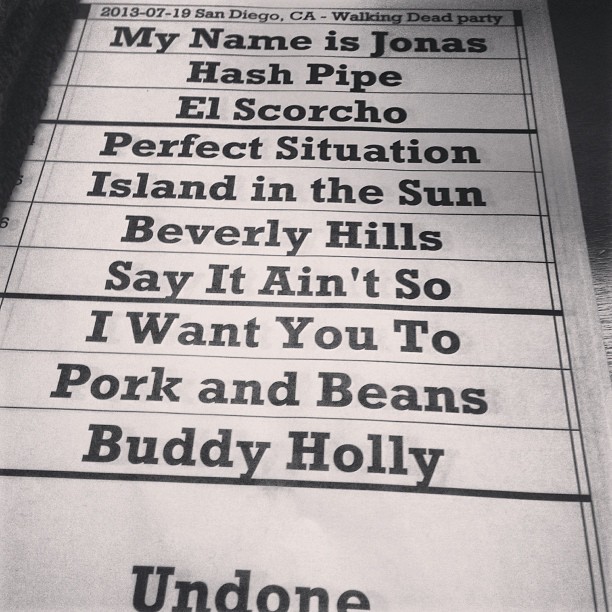 2013-07-19 San Diego, CA - Walking Dead party
My Name is Jonas
Hash Pipe
El Scorcho
Perfect Situation
Island in the Sun
Beverly Hills
Say It Ain't So
I Want You To
Pork and Beans
Buddy Holly
Undone